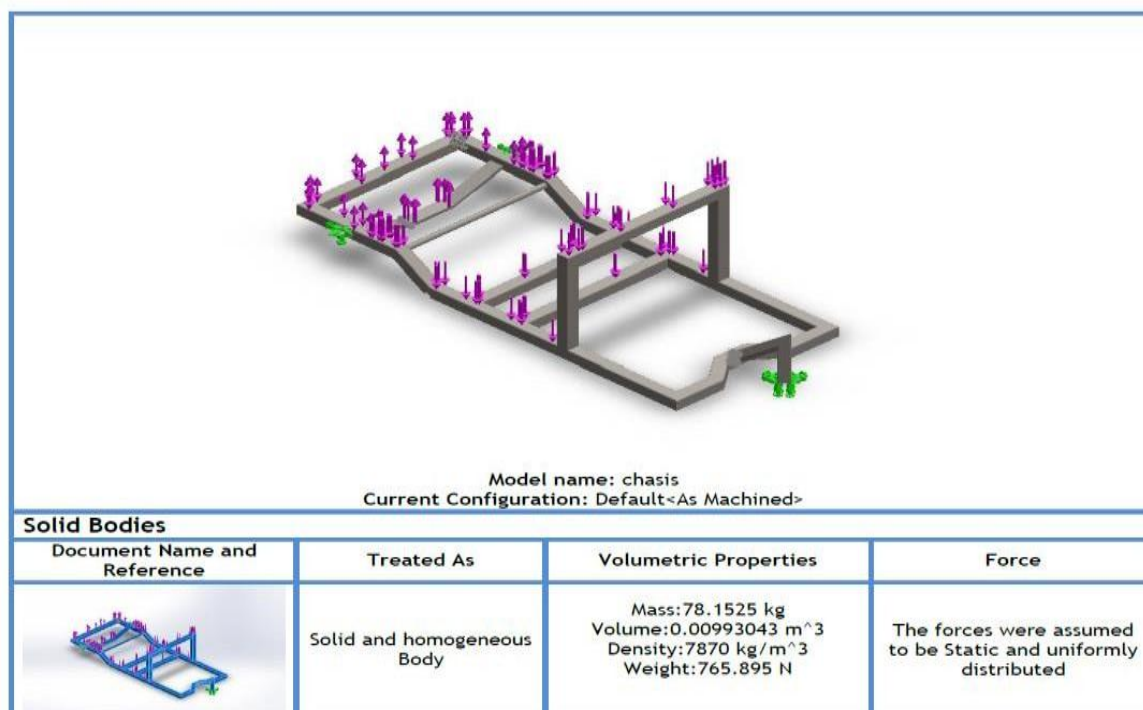 Model name: chasis
Current Configuration: Default<As Machined>
Solid Bodies
Document Name and
Reference
Treated As
Volumetric Properties
Force
Solid and homogeneous
Body
Mass:78.1525 kg
Volume:0.00993043 m^3
Density:7870 kg/m^3
Weight:765.895 N
The forces were assumed
to be Static and uniformly
distributed